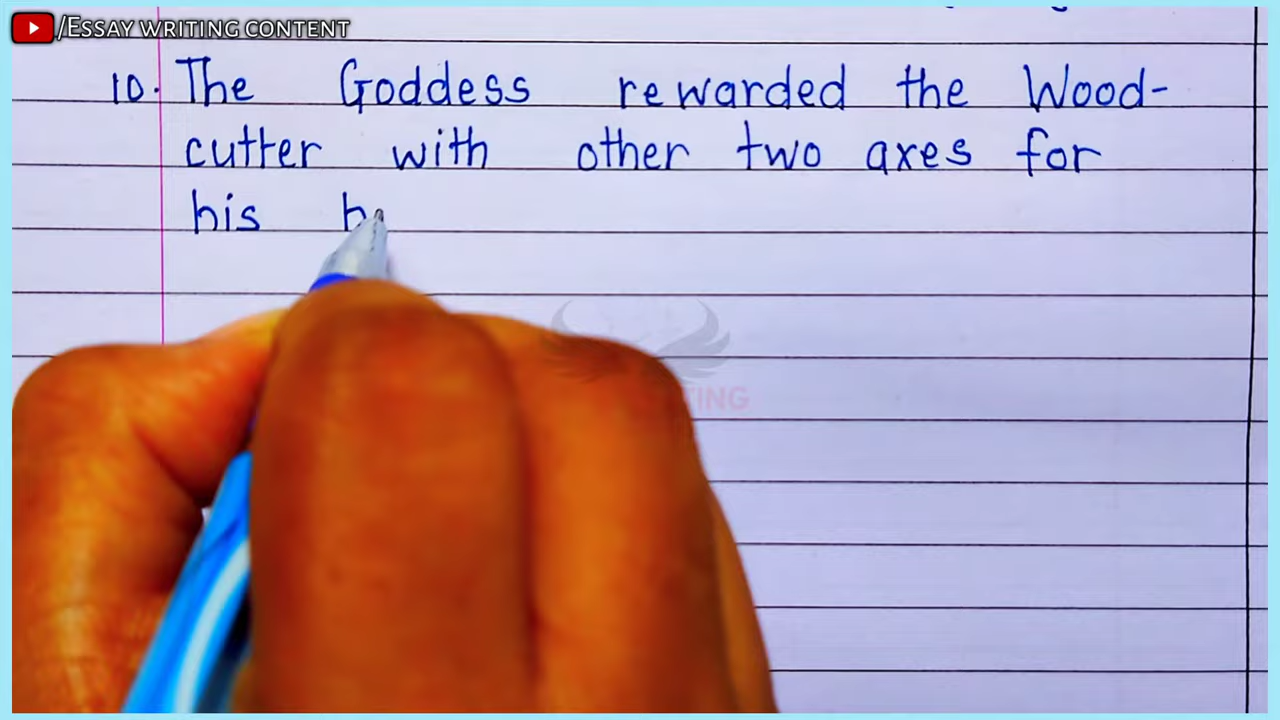 /Essay writing content
10. The Goddess rewarded the Wood-
cutter with other two axes for
his h